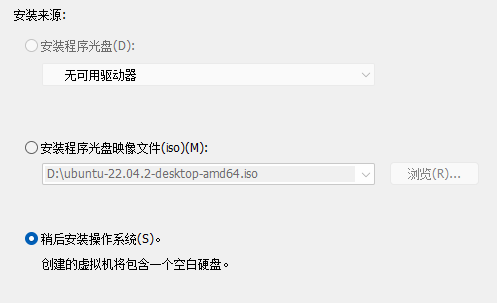 安装来源:
安装程序光盘(D):
无可用驱动器
安装程序光盘映像文件(iso)(M):
D:\ubuntu-22.04.2-desktop-amd64.iso
浏览(R)...
稍后安装操作系统(S)。
创建的虚拟机将包含一个空白硬盘。